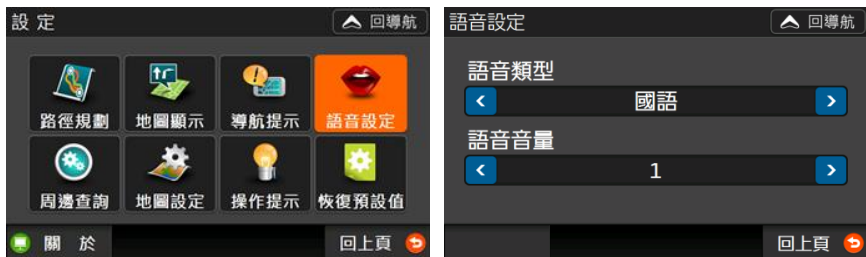 設 定
回導航
路徑規劃 地圖顯示 導航提示 語音設定
周邊查詢 地圖設定 操作提示 恢復預設值
關 於
回上頁
語音設定
回導航
語音類型
國語
語音音量
1
回上頁